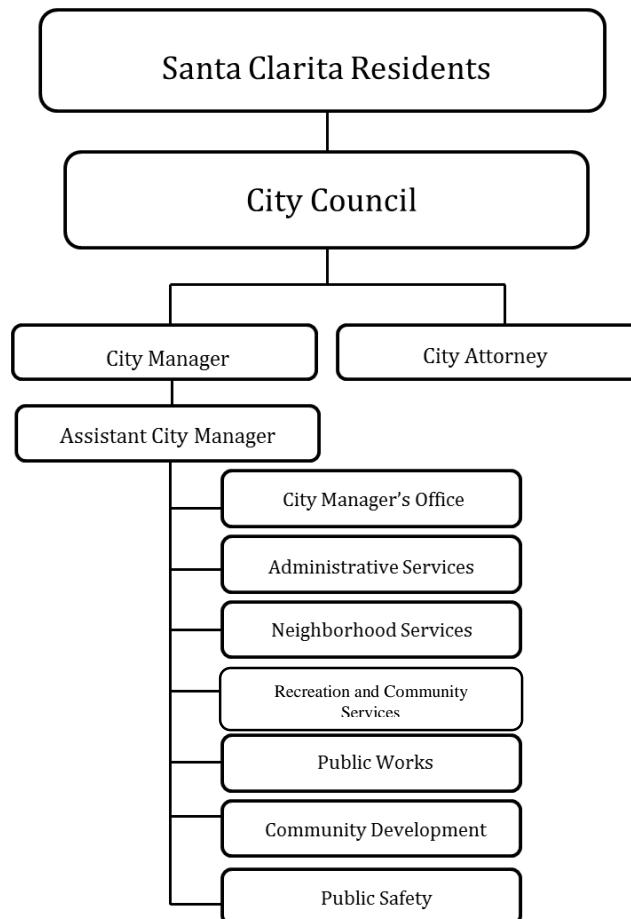 Santa Clarita Residents
City Council
City Manager
City Attorney
Assistant City Manager
City Manager’s Office
Administrative Services
Neighborhood Services
Recreation and Community
Services
Public Works
Community Development
Public Safety